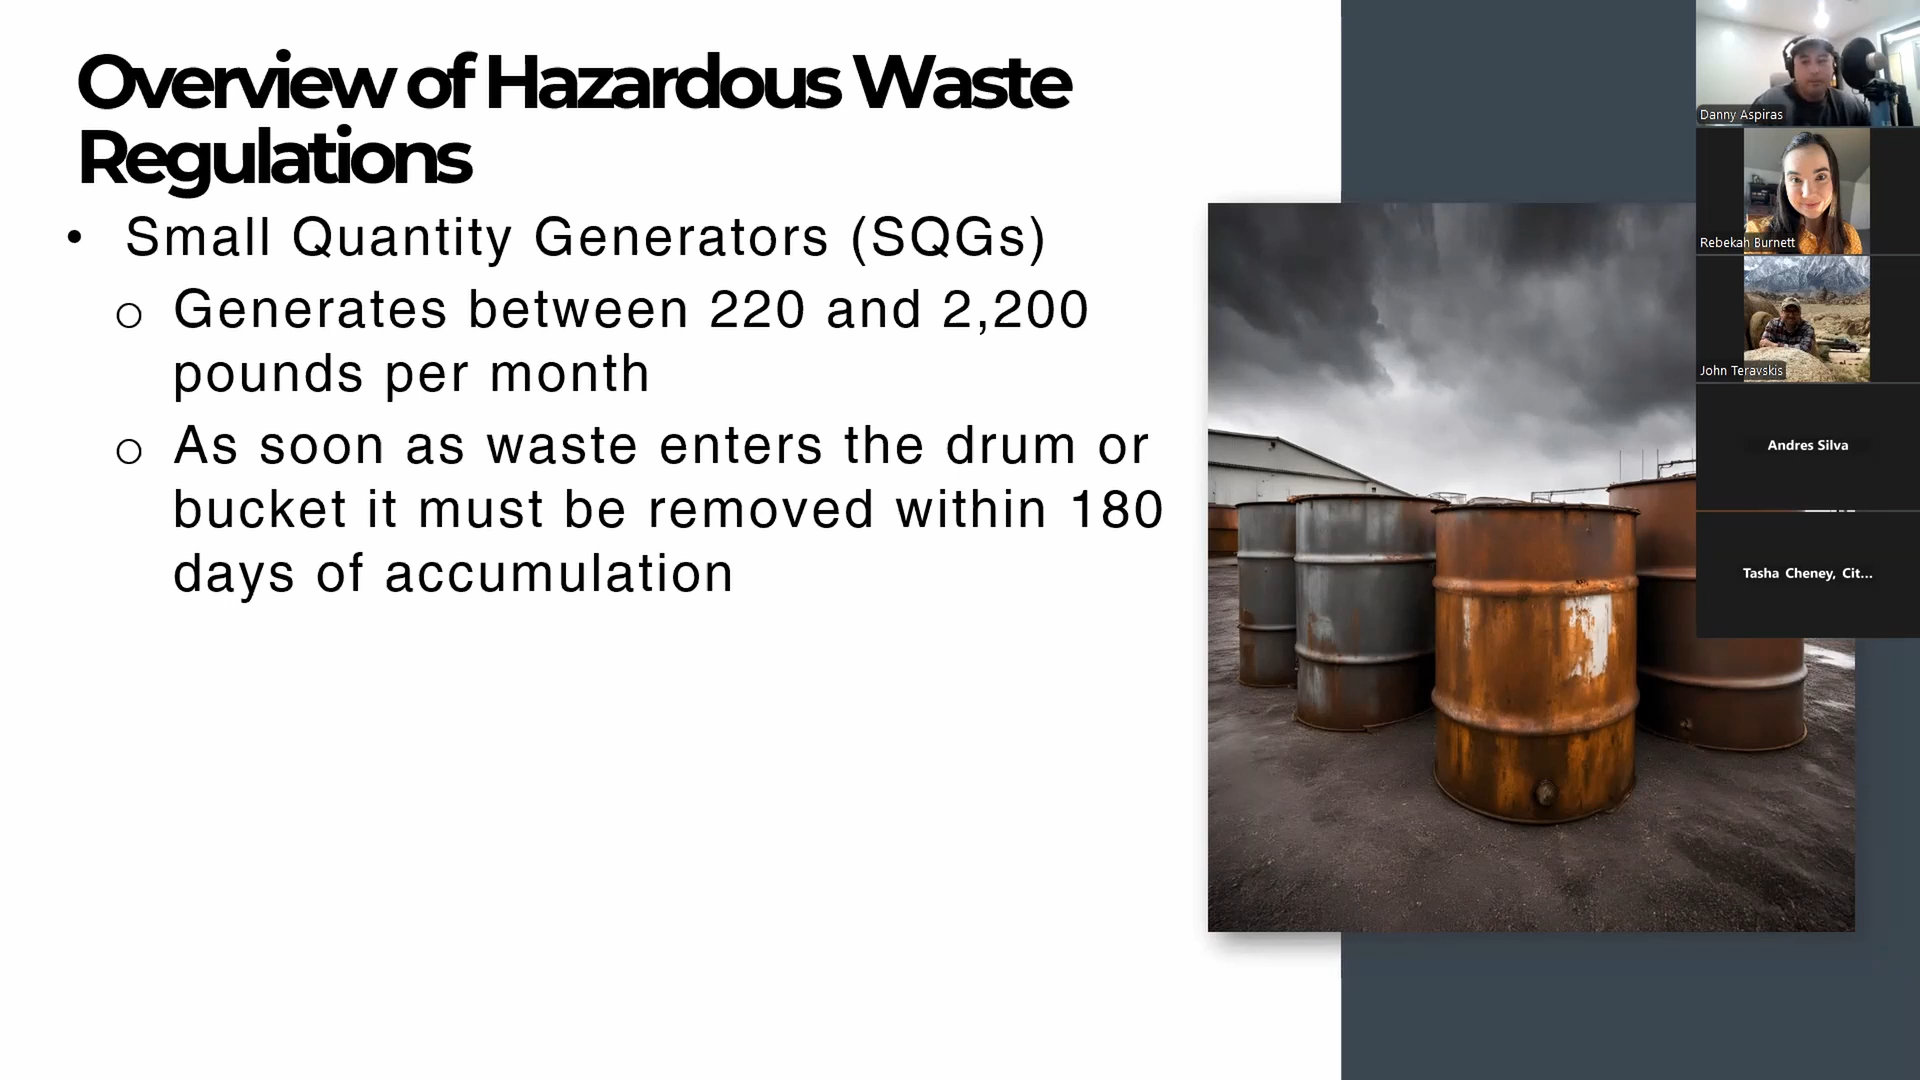 Overview of Hazardous Waste
Regulations
• Small Quantity Generators (SQGs)
o Generates between 220 and 2,200
pounds per month
o As soon as waste enters the drum or
bucket it must be removed within 180
days of accumulation
Danny Aspiras
Rebekah Burnett
John Teravskis
Andres Silva
Tasha Cheney, Cit...